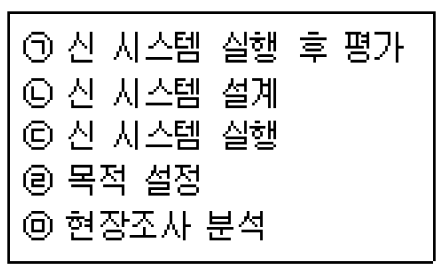 ㉠ 신 시스템 실행 후 평가
㉡ 신 시스템 설계
㉢ 신 시스템 실행
㉣ 목적 설정
㉤ 현장조사 분석